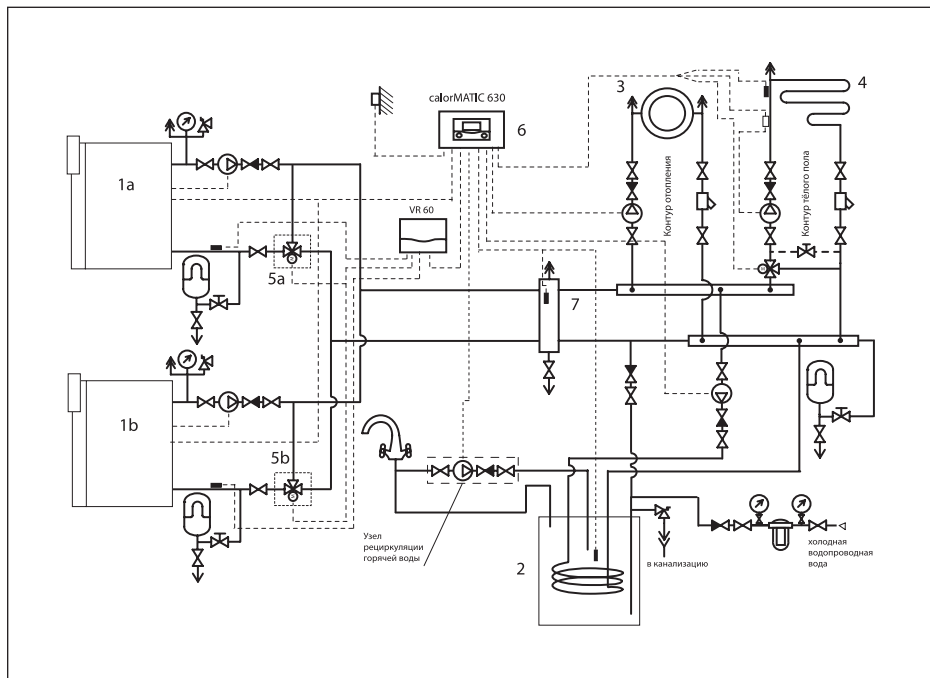 calorMATIC 630
6
3
4
1a
VR 60
Контур отопления
Контур тёлого пола
5a
7
1b
5b
Узел
рециркуляции
горячей воды
2
в канализацию
холодная
водопроводная
вода